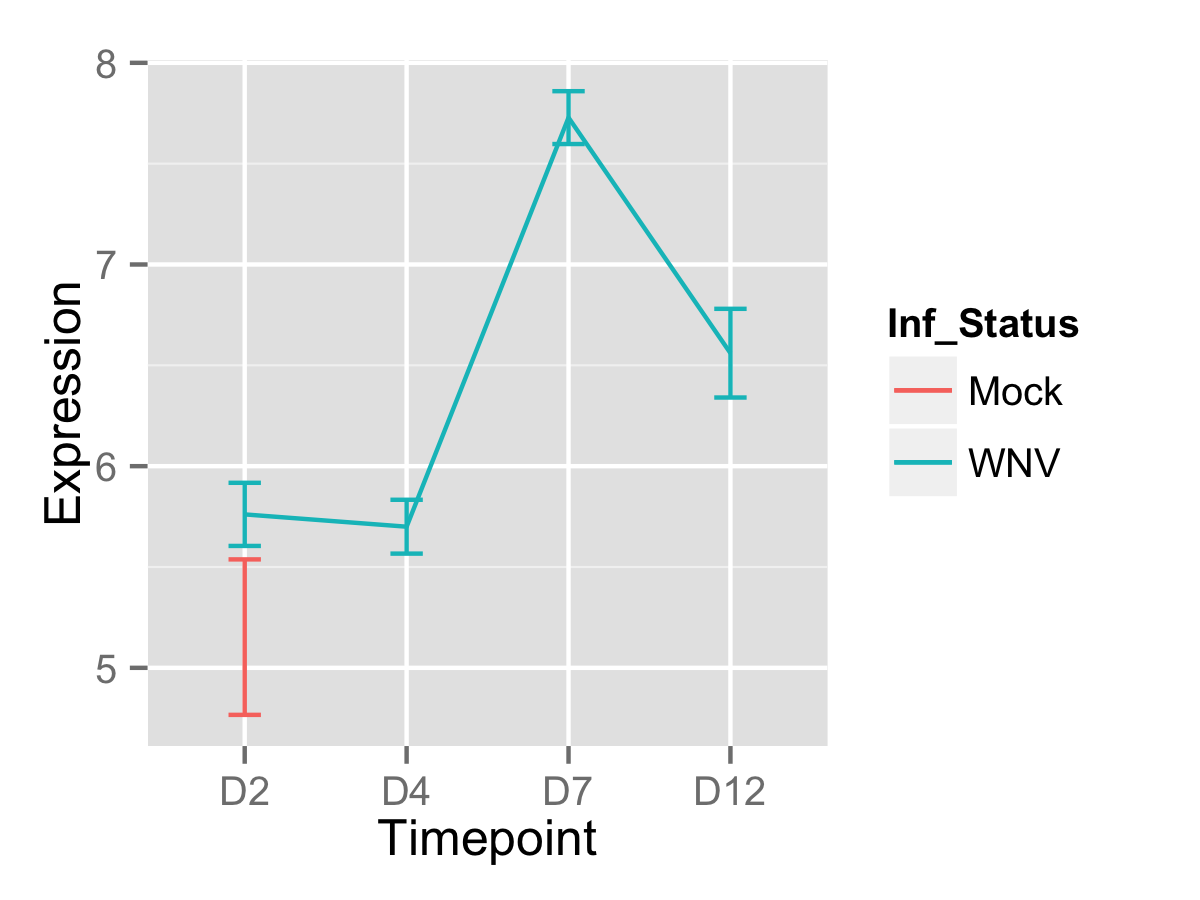 8
7
6
5
Expression
D2 D4 D7 D12
Timepoint
Inf_Status
Mock
WNV